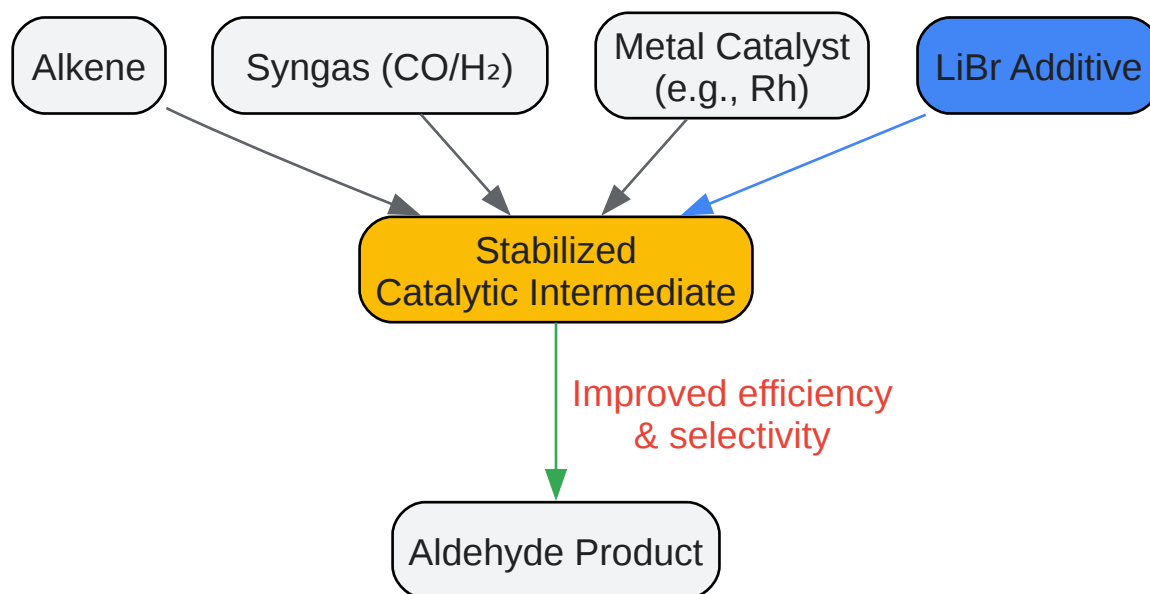 Alkene
Syngas (CO/H₂)
Metal Catalyst
(e.g., Rh)
LiBr Additive
Stabilized
Catalytic Intermediate
Improved efficiency
& selectivity
Aldehyde Product